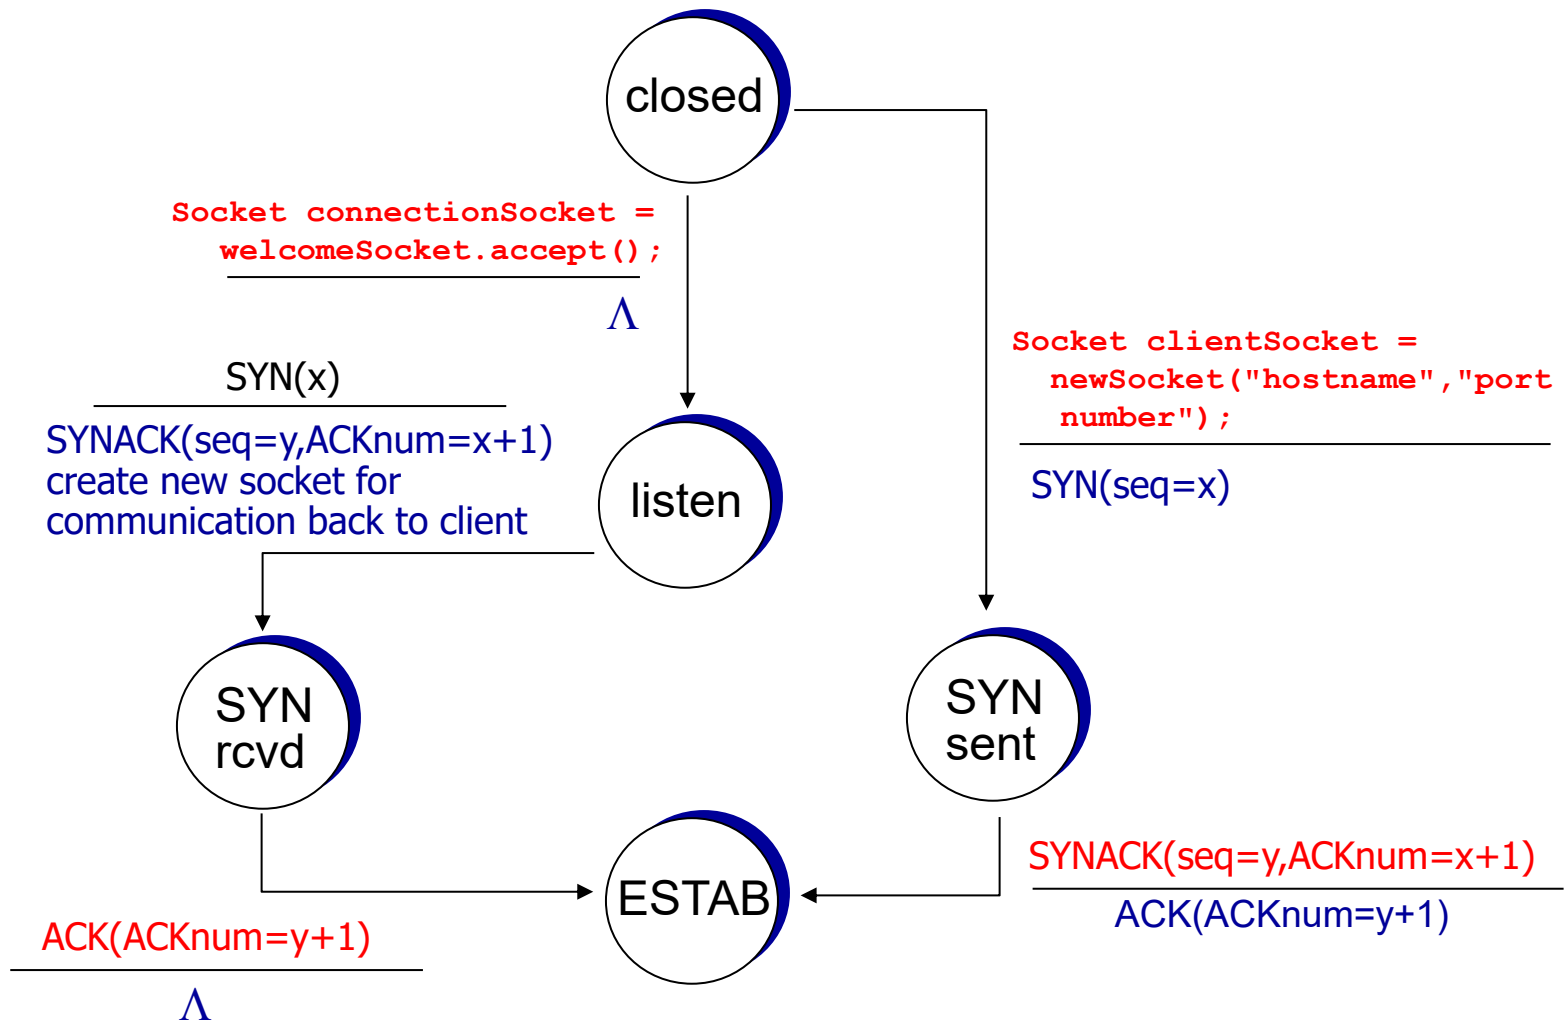 closed
Socket connectionSocket =
welcomeSocket.accept();
Λ
Socket clientSocket =
newSocket("hostname","port
number");
SYN(seq=x)
SYN(x)
SYNACK(seq=y,ACKnum=x+1)
create new socket for
communication back to client
listen
SYN
rcvd
SYN
sent
ESTAB
SYNACK(seq=y,ACKnum=x+1)
ACK(ACKnum=y+1)
ACK(ACKnum=y+1)
Λ